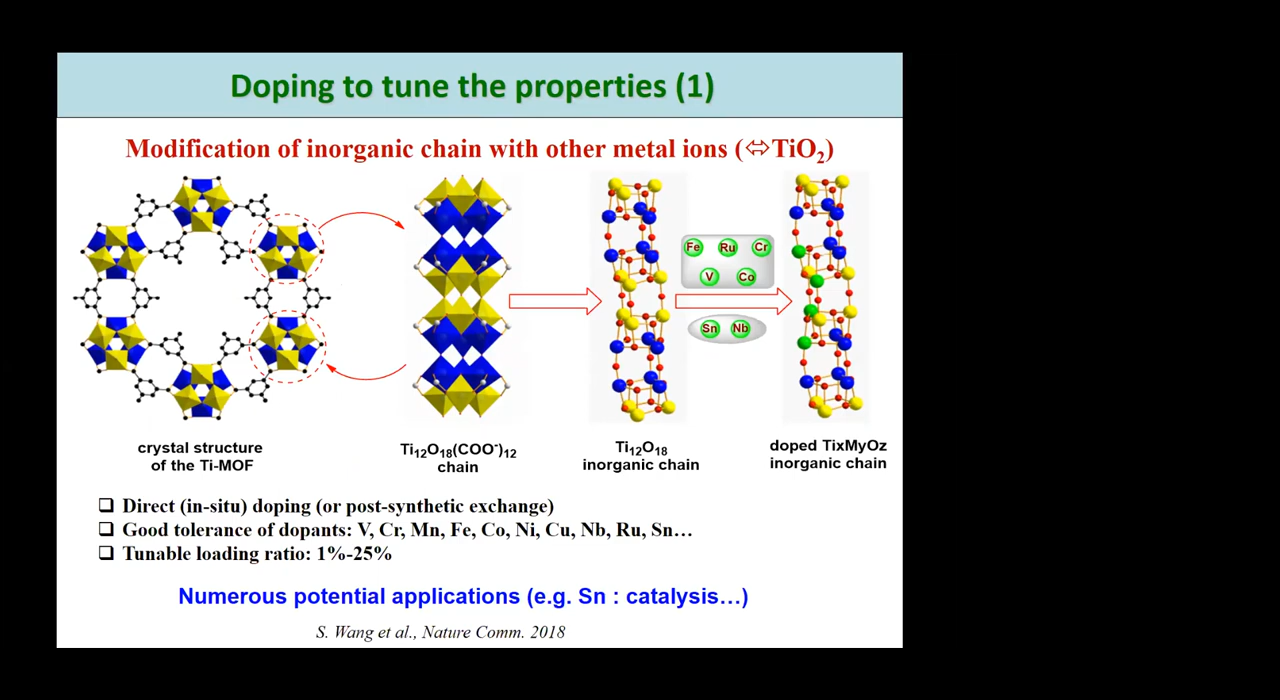 Doping to tune the properties (1)
Modification of inorganic chain with other metal ions (⇔TiO₂)
Fe Ru Cr
V Co
Sn Nb
crystal structure
of the Ti-MOF
Ti₁₂O₁₈(COO⁻)₁₂
chain
Ti₁₂O₁₈
inorganic chain
doped TixMyOz
inorganic chain
❑ Direct (in-situ) doping (or post-synthetic exchange)
❑ Good tolerance of dopants: V, Cr, Mn, Fe, Co, Ni, Cu, Nb, Ru, Sn…
❑ Tunable loading ratio: 1%-25%
Numerous potential applications (e.g. Sn : catalysis…)
S. Wang et al., Nature Comm. 2018